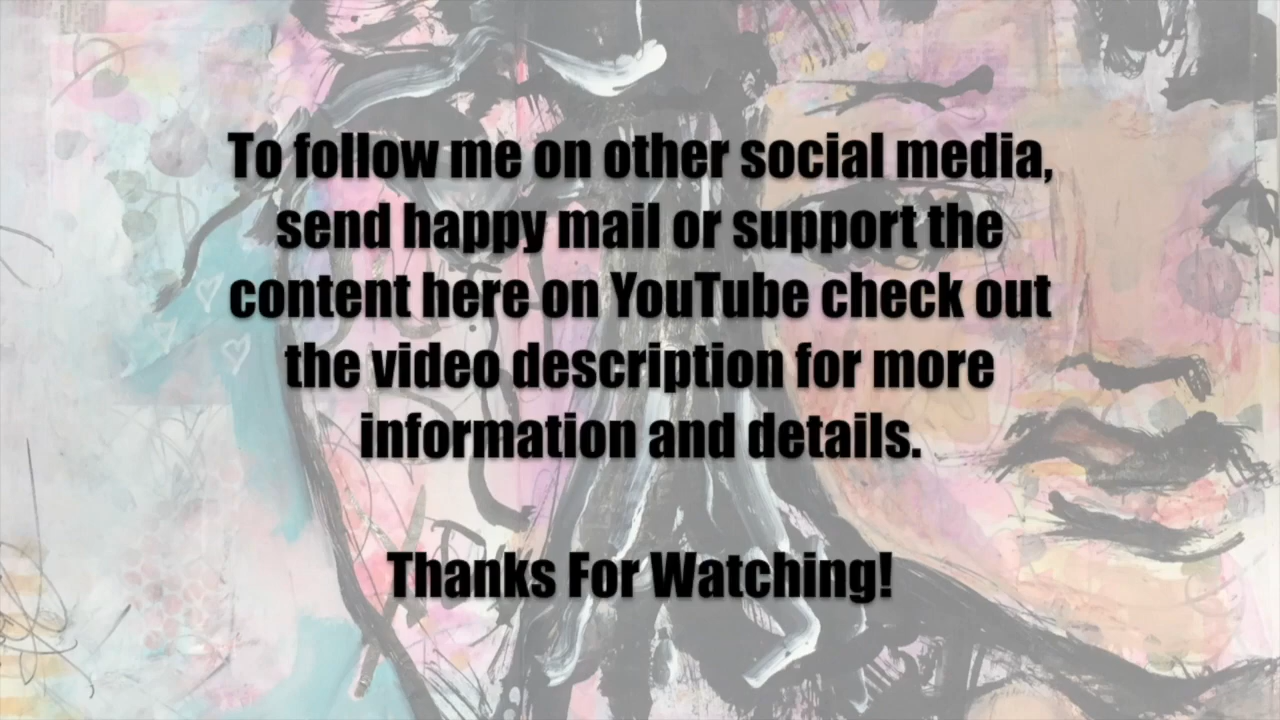 To follow me on other social media,
send happy mail or support the
content here on YouTube check out
the video description for more
information and details.
Thanks For Watching!